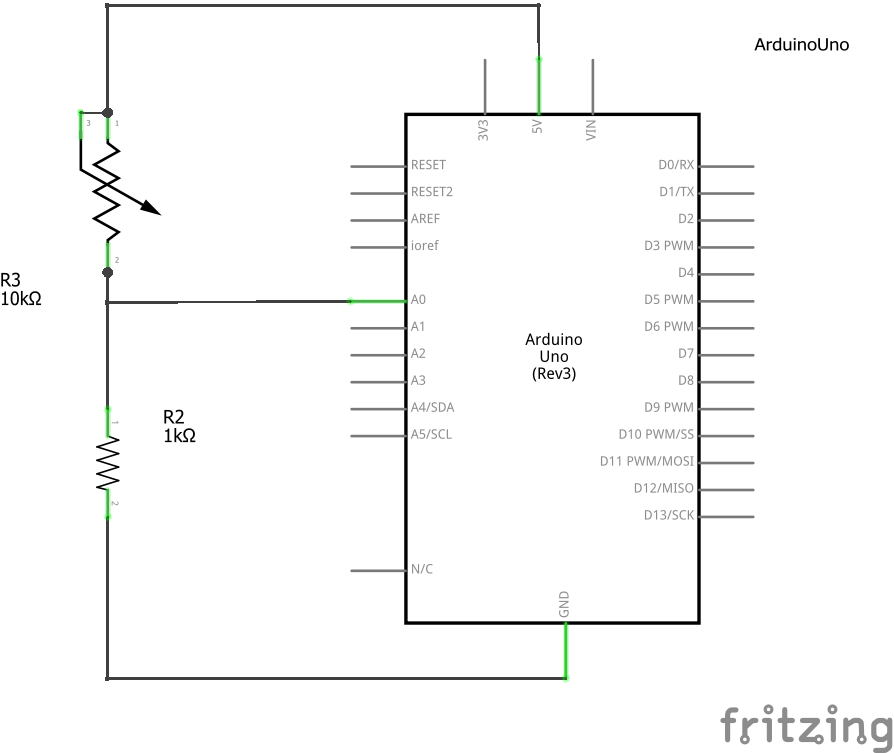 ArduinoUno
3V3
5V
VIN
3
1
2
R3
10kΩ
RESET
RESET2
AREF
ioref
A0
A1
A2
A3
A4/SDA
A5/SCL
N/C
Arduino
Uno
(Rev3)
D0/RX
D1/TX
D2
D3 PWM
D4
D5 PWM
D6 PWM
D7
D8
D9 PWM
D10 PWM/SS
D11 PWM/MOSI
D12/MISO
D13/SCK
R2
1kΩ
1
2
GND
fritzing